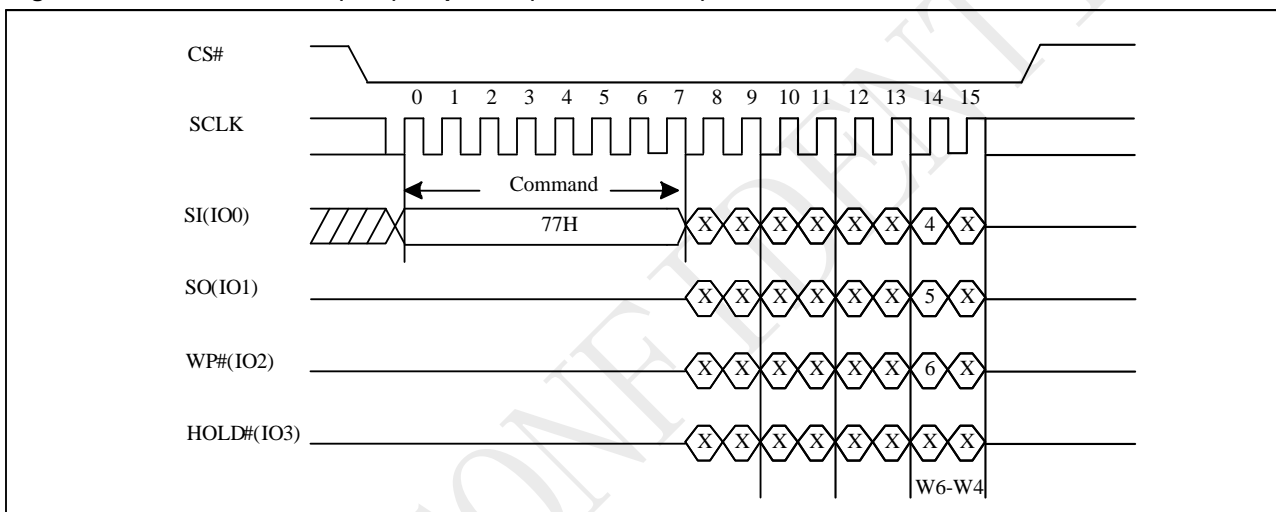 CS#
0 1 2 3 4 5 6 7 8 9 10 11 12 13 14 15
SCLK
Command
SI(IO0) 77H X X X X X X 4 X
SO(IO1) X X X X X X 5 X
WP#(IO2) X X X X X X 6 X
HOLD#(IO3) X X X X X X X X
W6-W4